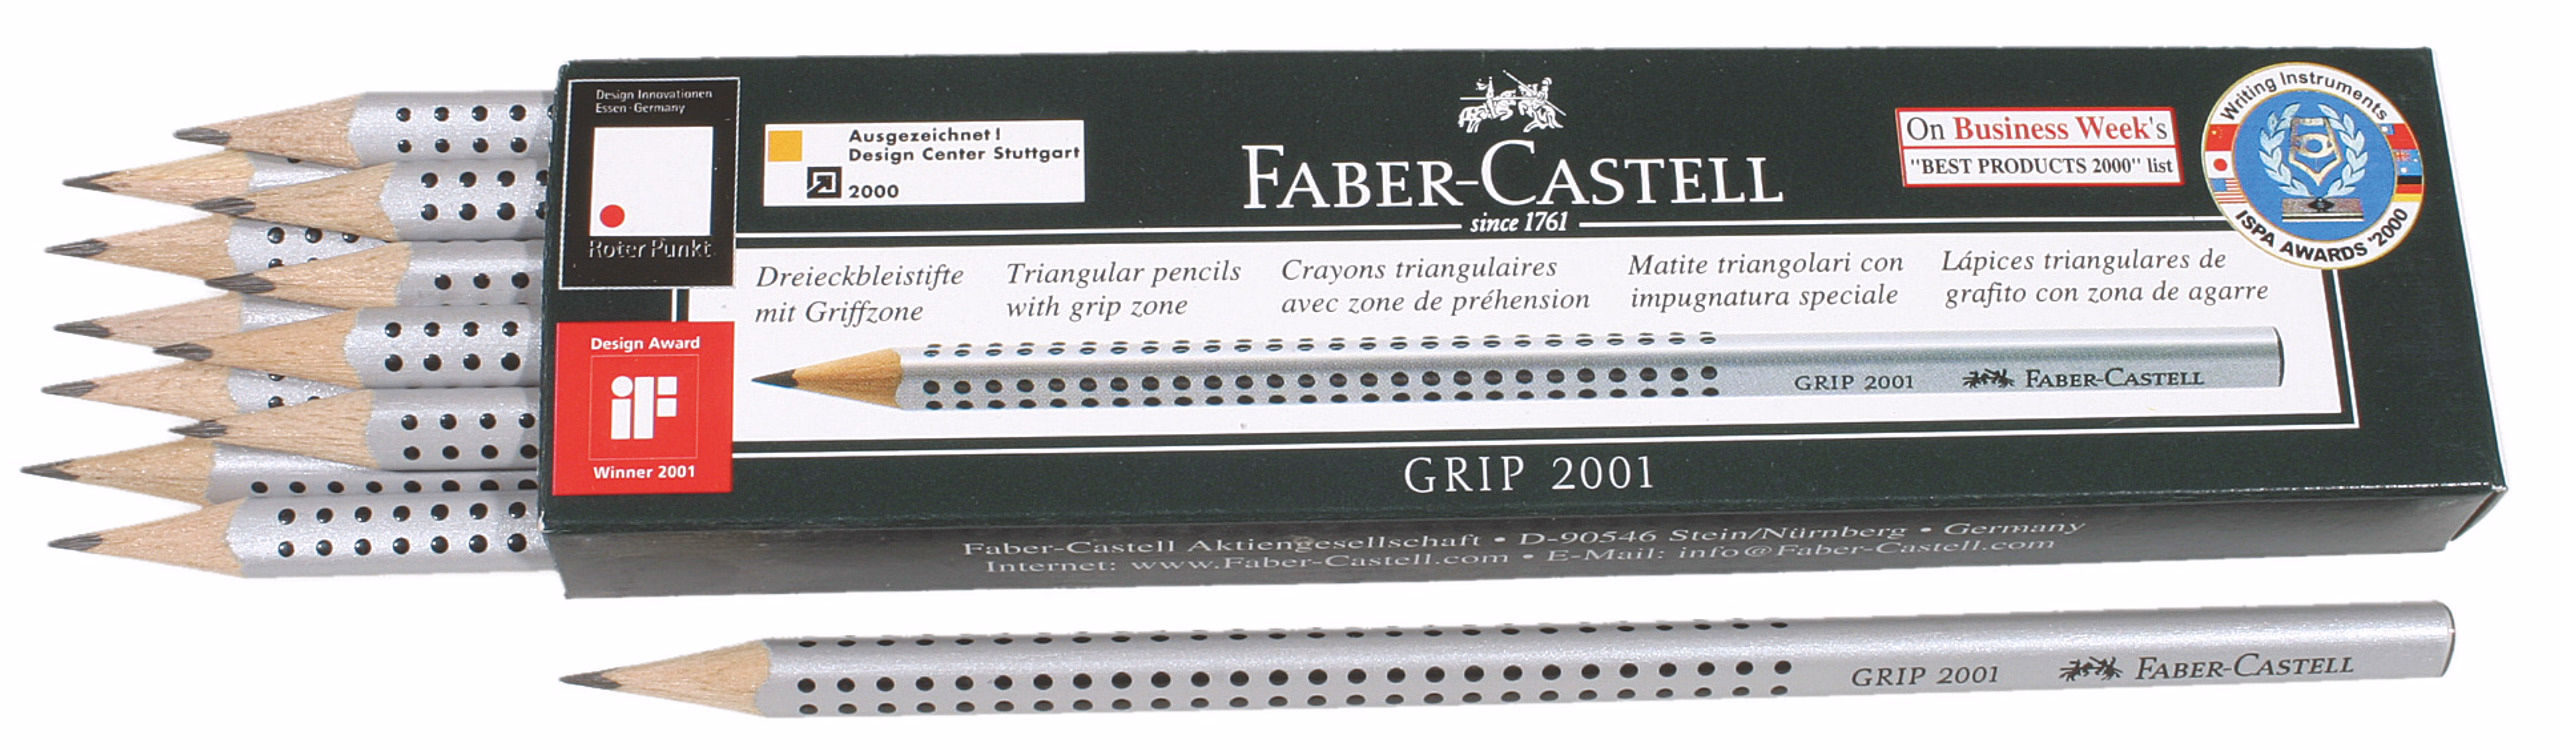 Design Innovationen
Essen · Germany
Roter Punkt
Ausgezeichnet!
Design Center Stuttgart
2000
FABER-CASTELL
since 1761
On Business Week's
"BEST PRODUCTS 2000" list
Writing Instruments
ISPA AWARDS '2000
Dreieckbleistifte
mit Griffzone
Triangular pencils
with grip zone
Crayons triangulaires
avec zone de préhension
Matite triangolari con
impugnatura speciale
Lápices triangulares de
grafito con zona de agarre
Design Award
iF
Winner 2001
GRIP 2001 FABER-CASTELL
GRIP 2001
Faber-Castell Aktiengesellschaft • D-90546 Stein/Nürnberg • Germany
Internet: www.Faber-Castell.com • E-Mail: info@Faber-Castell.com
GRIP 2001 FABER-CASTELL